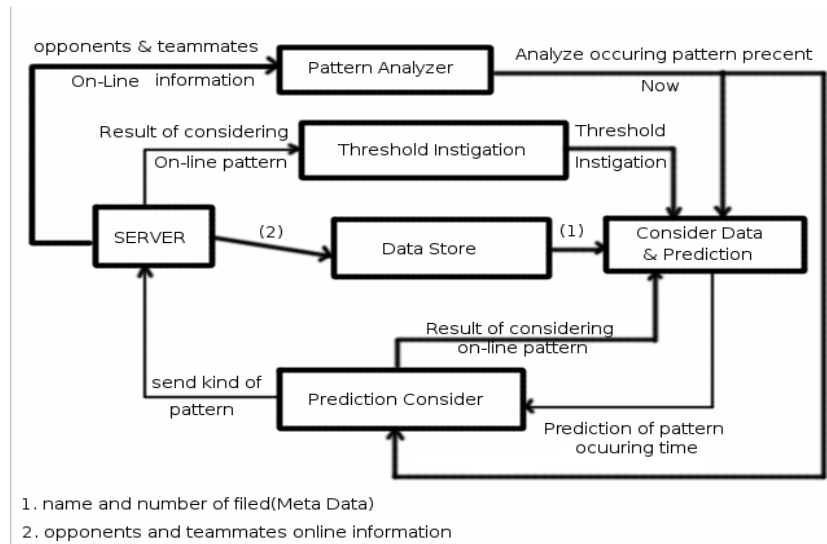 opponents & teammates
On-Line information
Pattern Analyzer
Analyze occuring pattern precent
Now
Result of considering
On-line pattern
Threshold Instigation
Threshold
Instigation
SERVER
(2)
Data Store
(1)
Consider Data
& Prediction
Result of considering
on-line pattern
send kind of
pattern
Prediction Consider
Prediction of pattern
ocuuring time
1. name and number of filed(Meta Data)
2. opponents and teammates online information